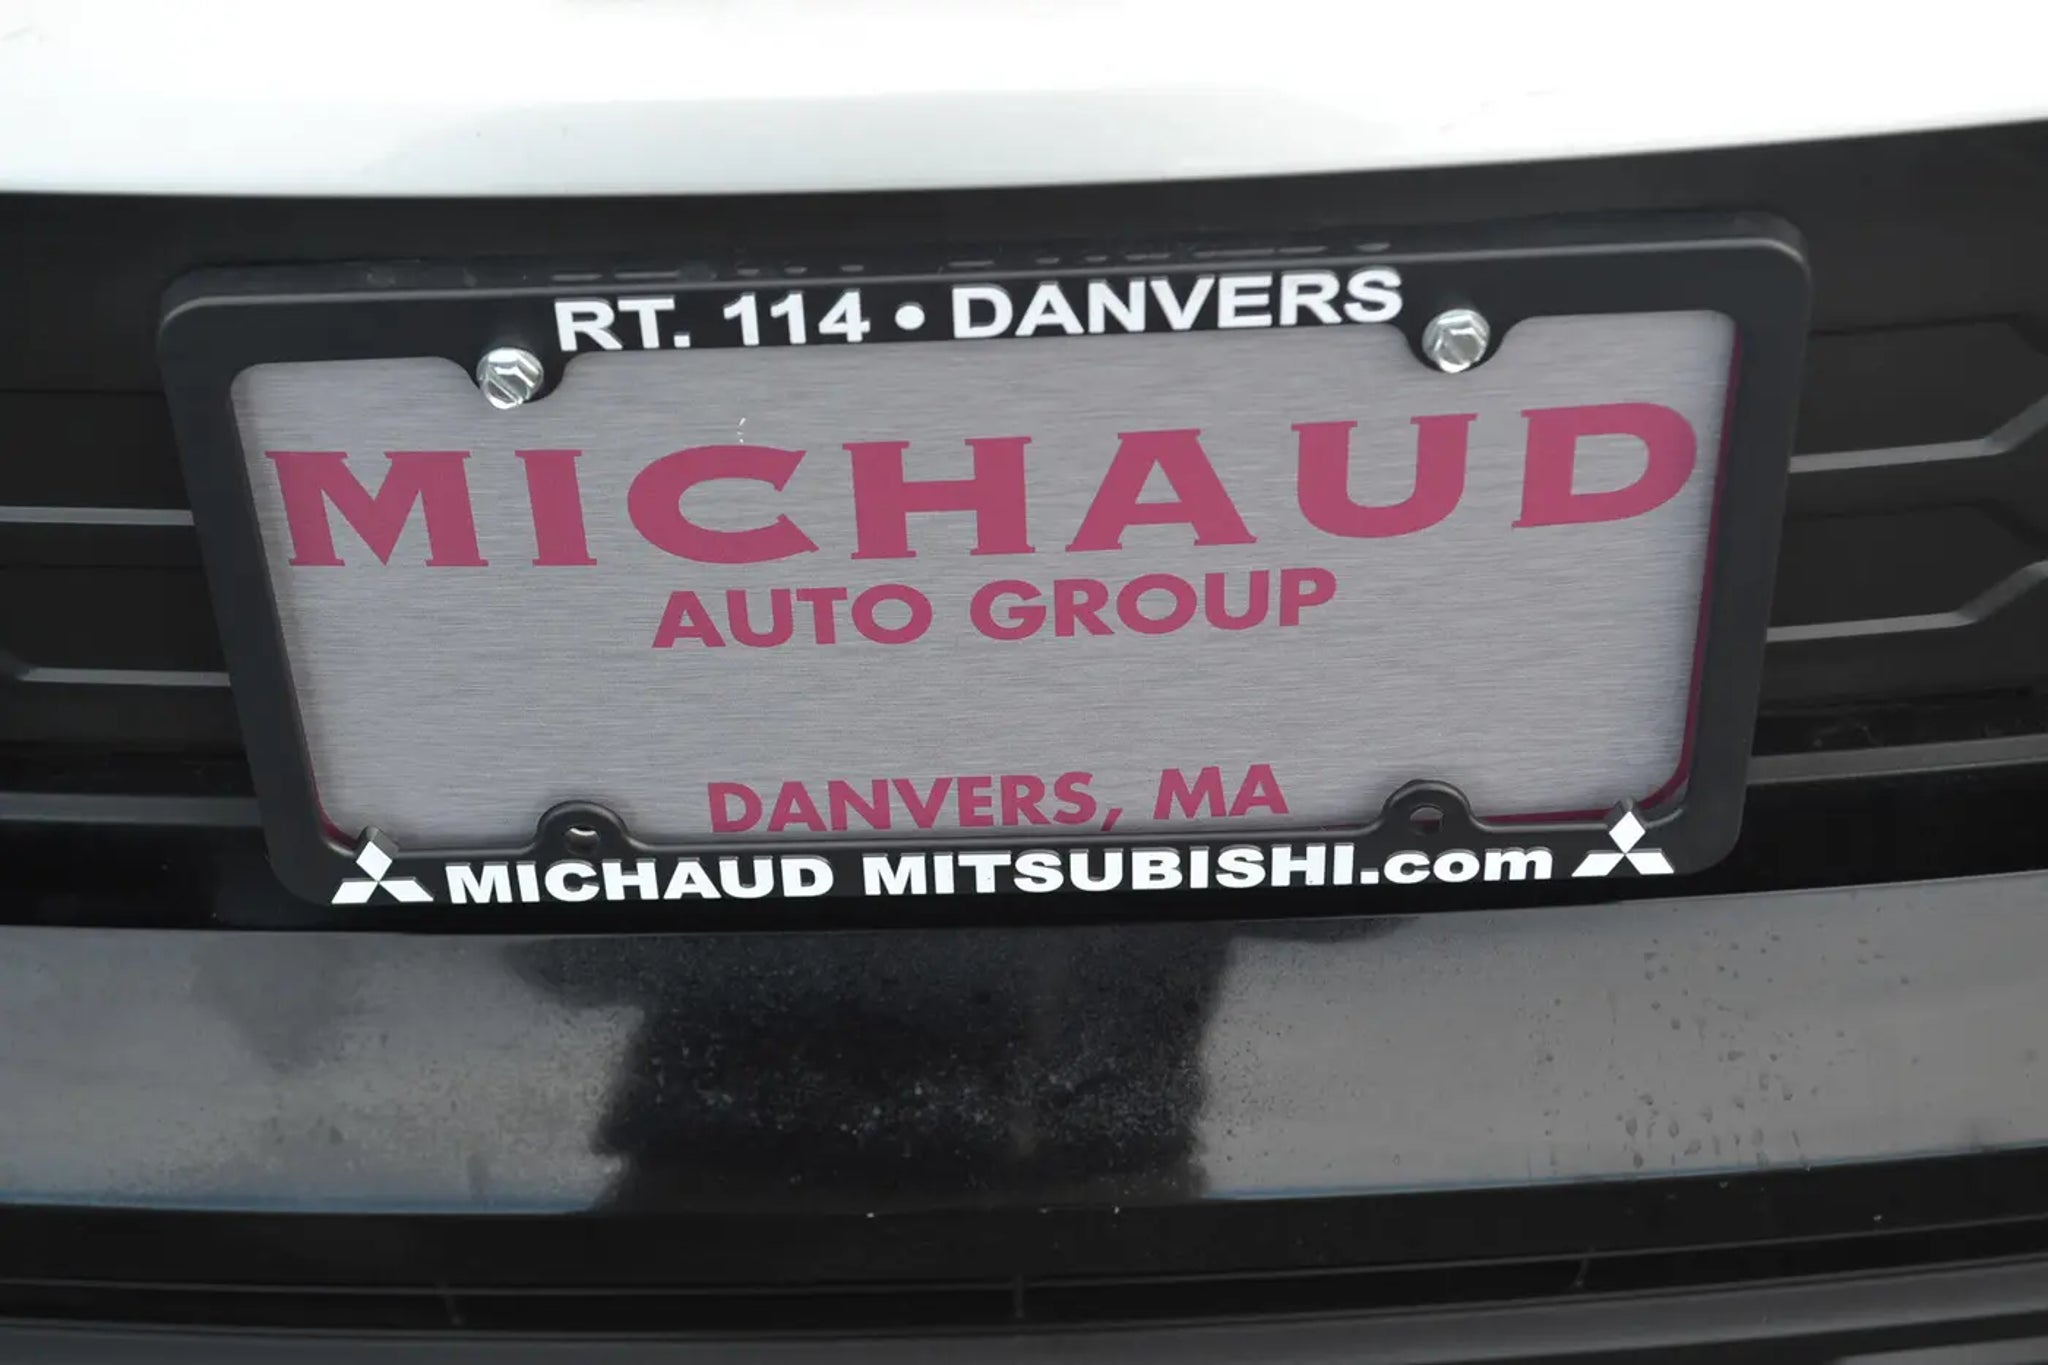 RT. 114 • DANVERS
MICHAUD
AUTO GROUP
DANVERS, MA
MICHAUD MITSUBISHI.com